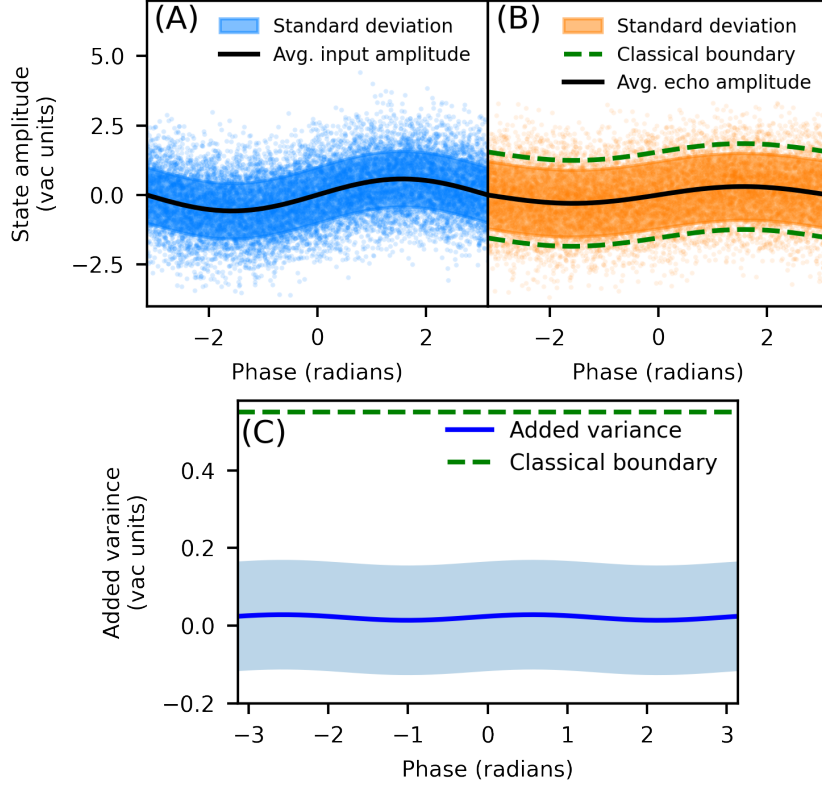 (A)
Standard deviation
Avg. input amplitude
(B)
Standard deviation
Classical boundary
Avg. echo amplitude
State amplitude
(vac units)
5.0
2.5
0.0
−2.5
−2 0 2
−2 0 2
Phase (radians)
Phase (radians)
(C)
Added variance
Classical boundary
Added varaince
(vac units)
0.4
0.2
0.0
−0.2
−3 −2 −1 0 1 2 3
Phase (radians)